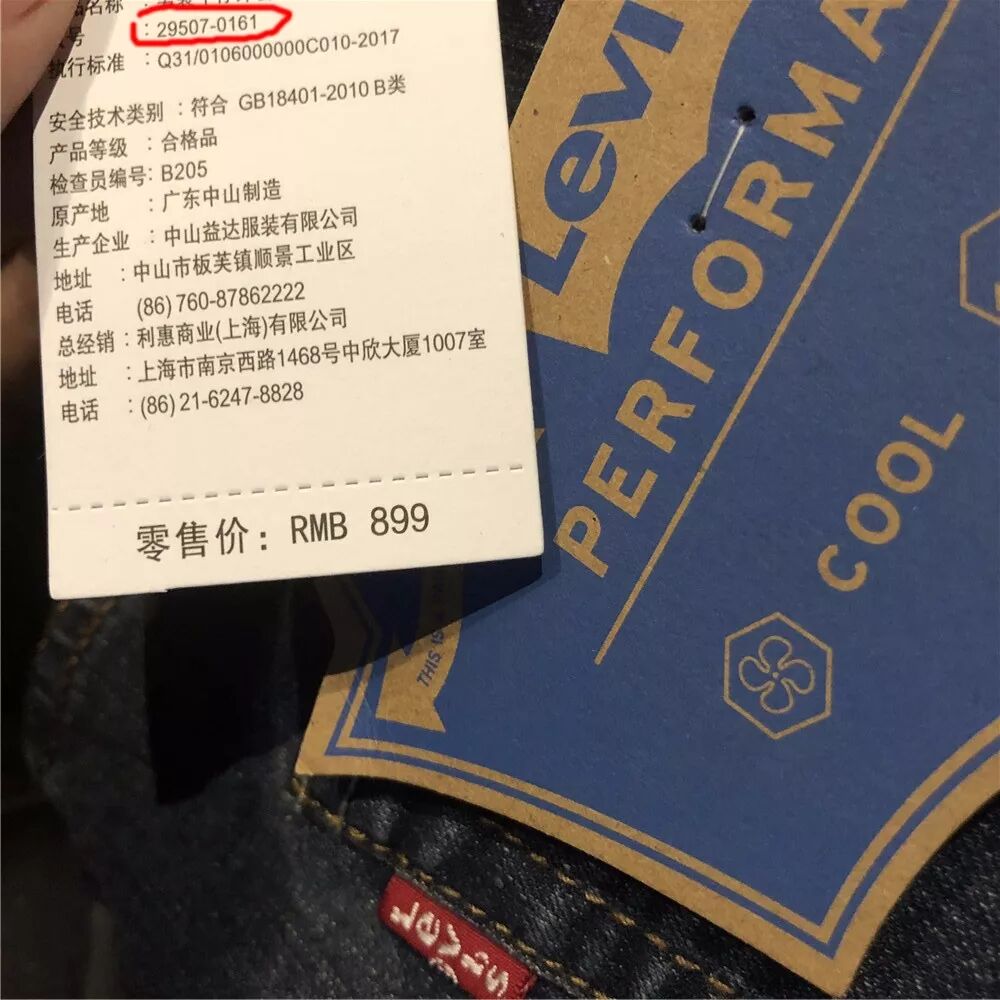 品名称 :
号 : 29507-0161
执行标准 : Q31/0106000000C010-2017
安全技术类别 : 符合 GB18401-2010 B类
产品等级 : 合格品
检查员编号: B205
原产地 : 广东中山制造
生产企业 : 中山益达服装有限公司
地址 : 中山市板芙镇顺景工业区
电话 (86) 760-87862222
总经销 : 利惠商业(上海)有限公司
地址 : 上海市南京西路1468号中欣大厦1007室
电话 : (86) 21-6247-8828
零售价: RMB 899
Levi
PERFORMA
COOL
THIS IS
Levi's